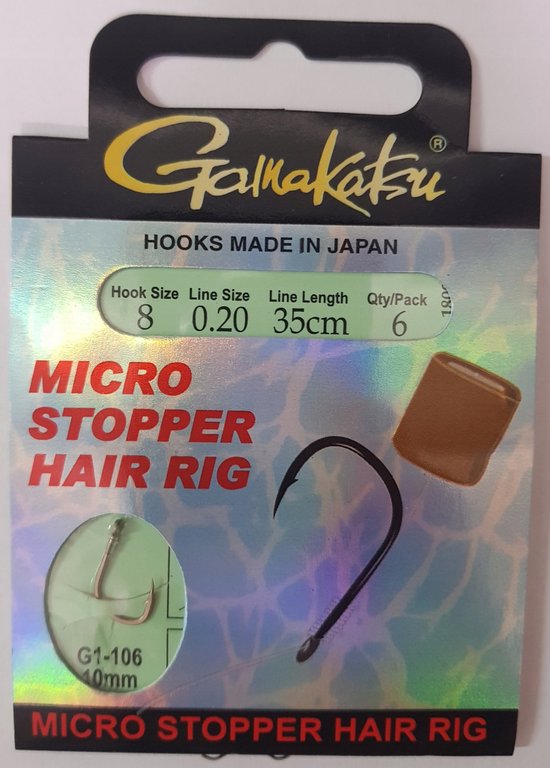 Gamakatsu®
HOOKS MADE IN JAPAN
Hook Size Line Size Line Length Qty/Pack
8 0.20 35cm 6
MICRO
STOPPER
HAIR RIG
G1-106
10mm
MICRO STOPPER HAIR RIG